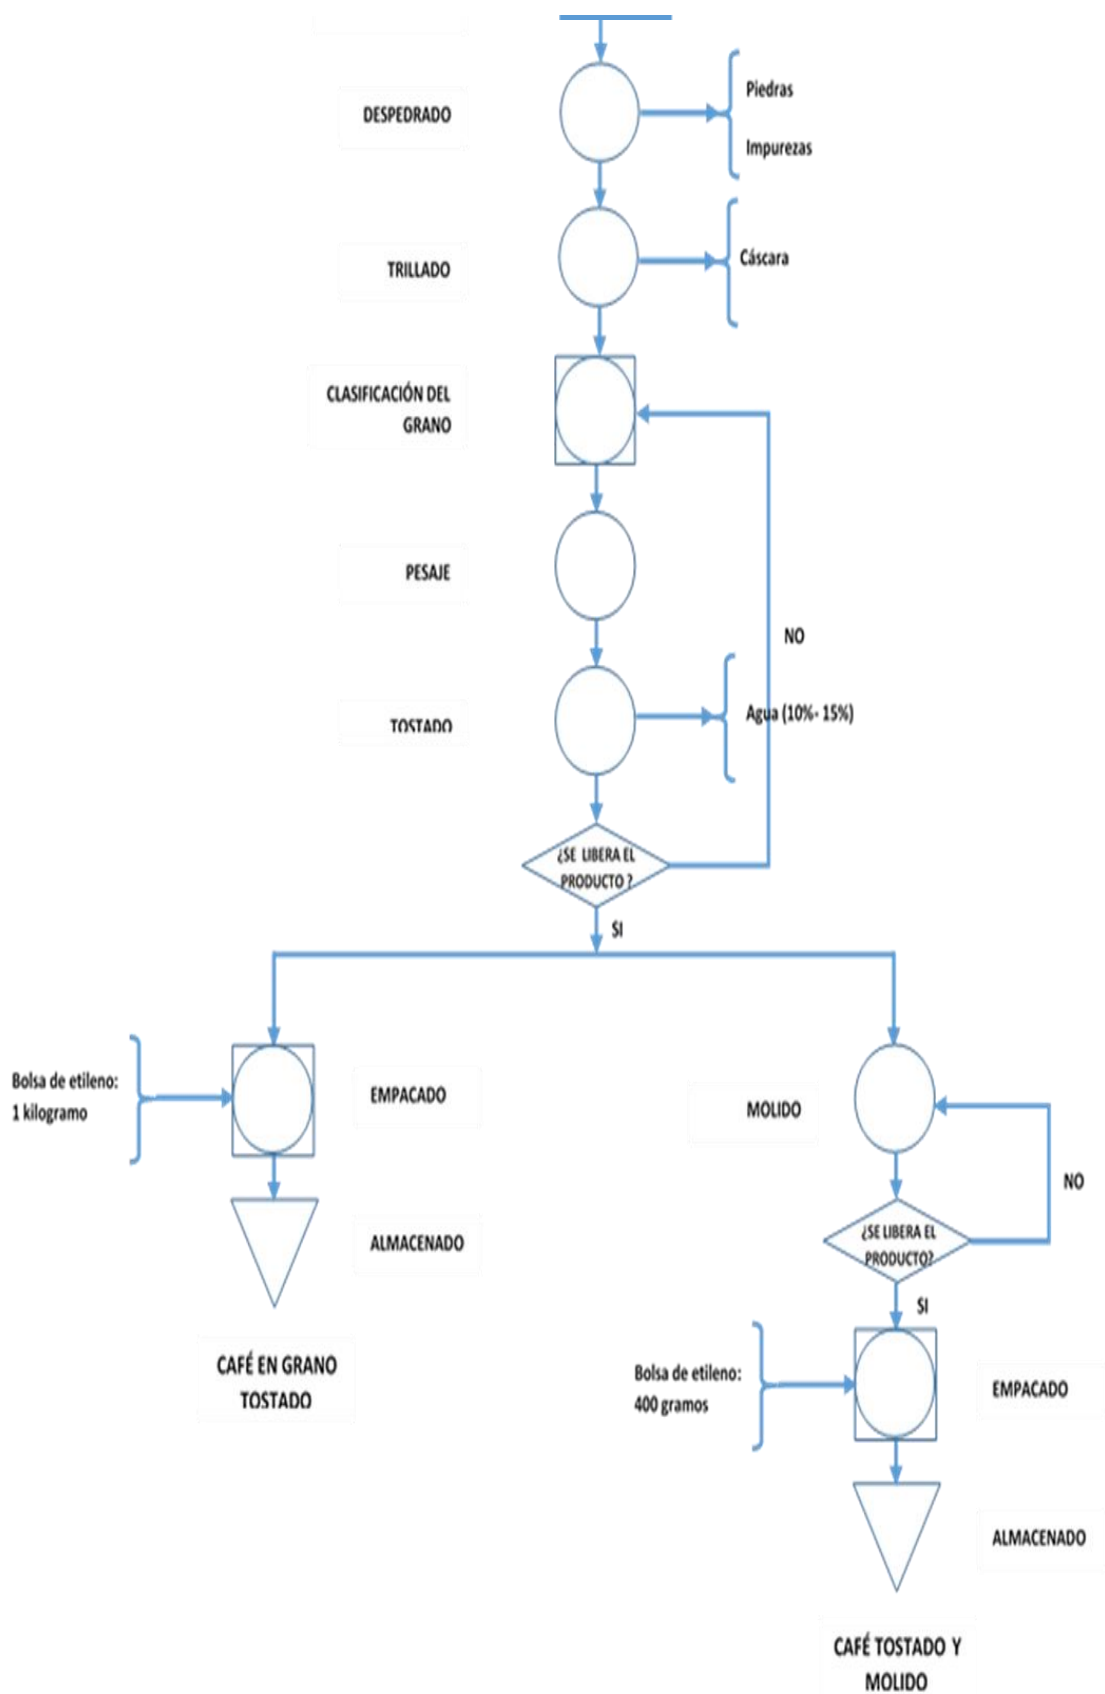 DESPEDRADO
Piedras
Impurezas
TRILLADO
Cáscara
CLASIFICACIÓN DEL
GRANO
PESAJE
NO
TOSTADO
Agua (10%- 15%)
¿SE LIBERA EL
PRODUCTO ?
SI
Bolsa de etileno:
1 kilogramo
EMPACADO
ALMACENADO
CAFÉ EN GRANO
TOSTADO
MOLIDO
NO
¿SE LIBERA EL
PRODUCTO?
SI
Bolsa de etileno:
400 gramos
EMPACADO
ALMACENADO
CAFÉ TOSTADO Y
MOLIDO